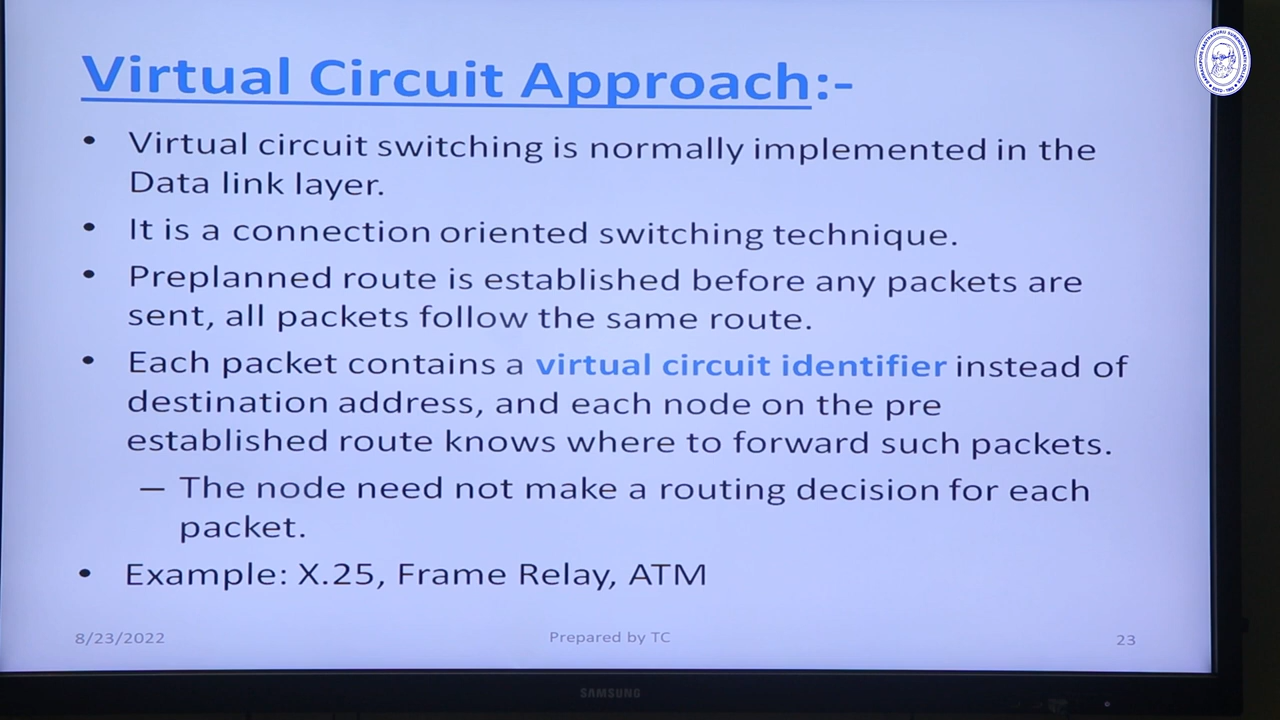 Virtual Circuit Approach:-
• Virtual circuit switching is normally implemented in the
Data link layer.
• It is a connection oriented switching technique.
• Preplanned route is established before any packets are
sent, all packets follow the same route.
• Each packet contains a virtual circuit identifier instead of
destination address, and each node on the pre
established route knows where to forward such packets.
– The node need not make a routing decision for each
packet.
• Example: X.25, Frame Relay, ATM
8/23/2022
Prepared by TC
23
SAMSUNG